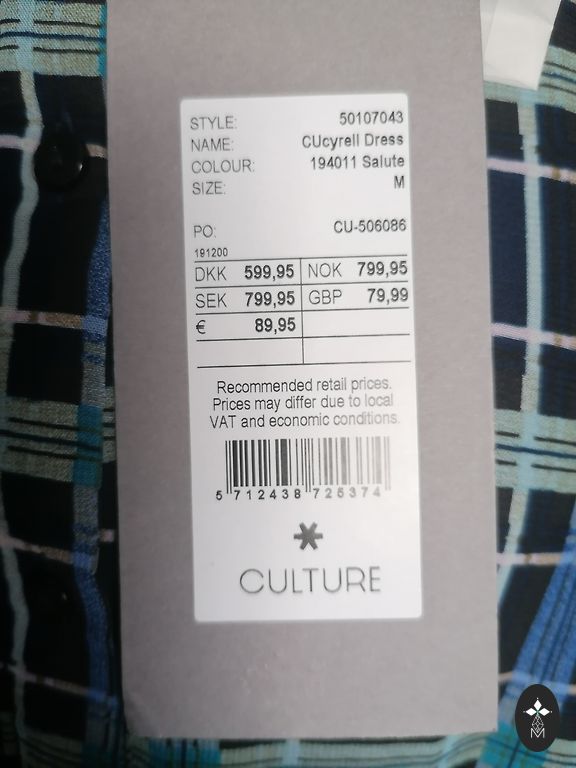 STYLE: 50107043
NAME: CUcyrell Dress
COLOUR: 194011 Salute
SIZE: M
PO: CU-506086
191200
DKK 599,95 NOK 799,95
SEK 799,95 GBP 79,99
€ 89,95
Recommended retail prices.
Prices may differ due to local
VAT and economic conditions.
5 712438 725374
CULTURE
M